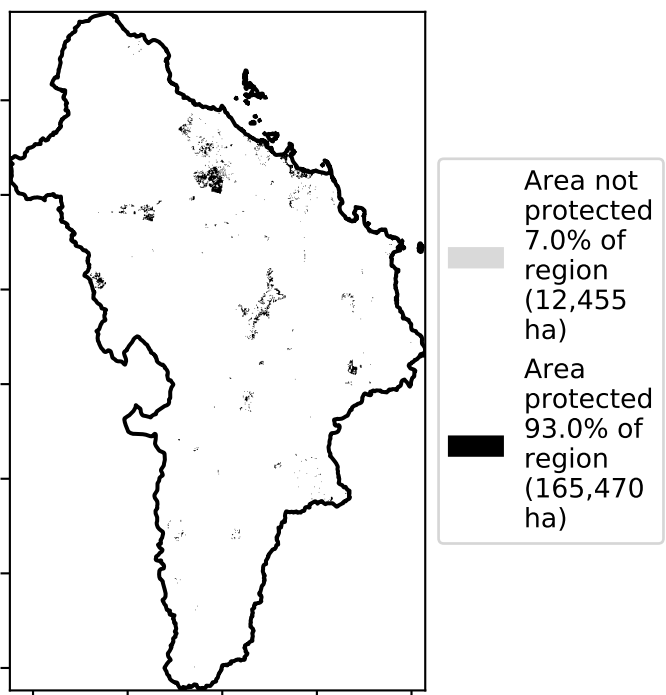 Area not
protected
7.0% of
region
(12,455
ha)
Area
protected
93.0% of
region
(165,470
ha)